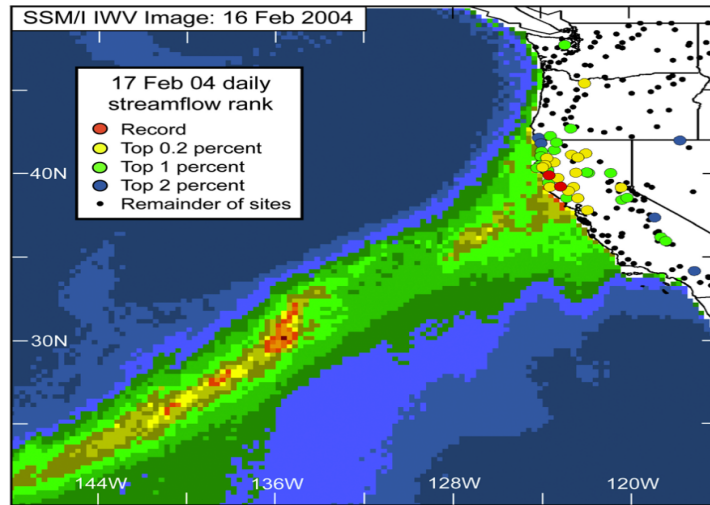 SSM/I IWV Image: 16 Feb 2004
17 Feb 04 daily
streamflow rank
Record
Top 0.2 percent
Top 1 percent
Top 2 percent
Remainder of sites
40N
30N
144W 136W 128W 120W